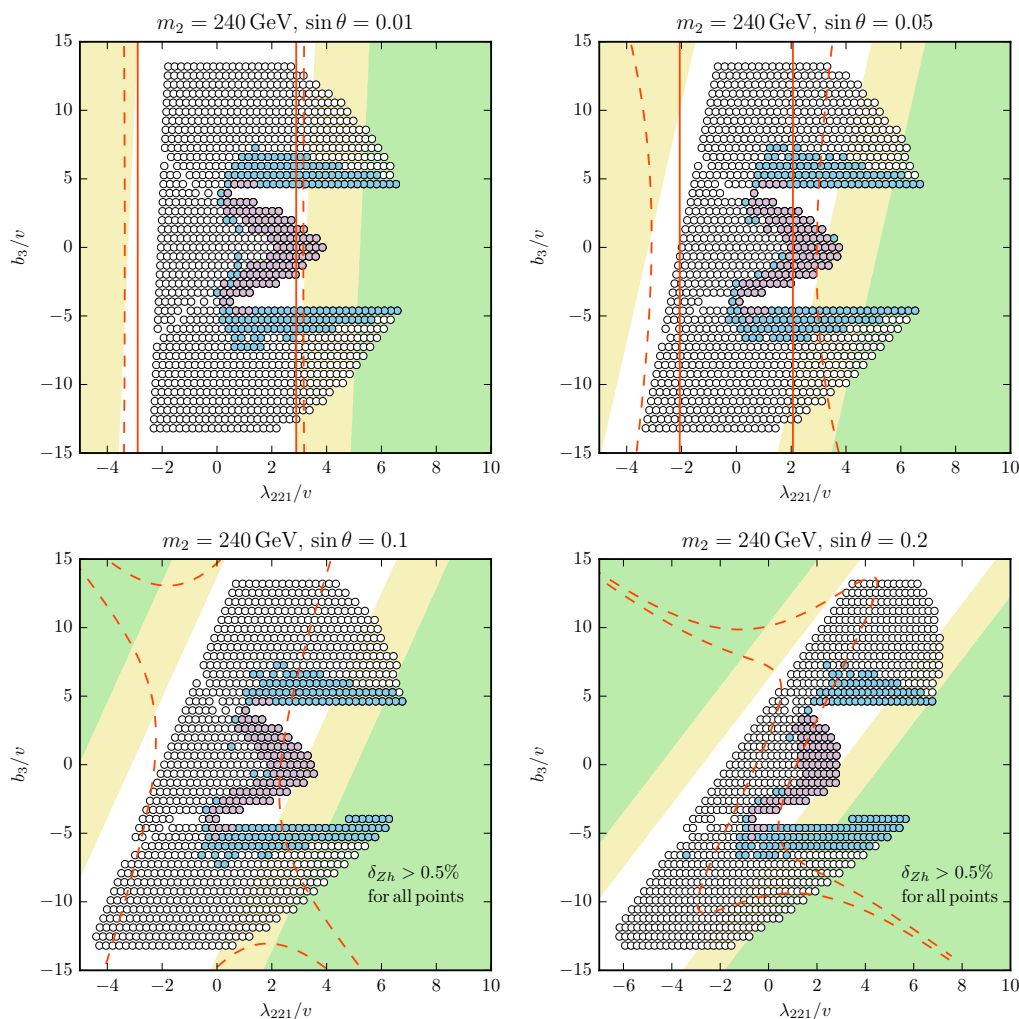 m₂ = 240 GeV, sin θ = 0.01
15
10
5
0
−5
−10
−15
b₃/v
−4 −2 0 2 4 6 8 10
λ₂₂₁/v
m₂ = 240 GeV, sin θ = 0.05
15
10
5
0
−5
−10
−15
b₃/v
−4 −2 0 2 4 6 8 10
λ₂₂₁/v
m₂ = 240 GeV, sin θ = 0.1
15
10
5
0
−5
−10
−15
b₃/v
δ_Zh > 0.5%
for all points
−4 −2 0 2 4 6 8 10
λ₂₂₁/v
m₂ = 240 GeV, sin θ = 0.2
15
10
5
0
−5
−10
−15
b₃/v
δ_Zh > 0.5%
for all points
−6 −4 −2 0 2 4 6 8 10
λ₂₂₁/v